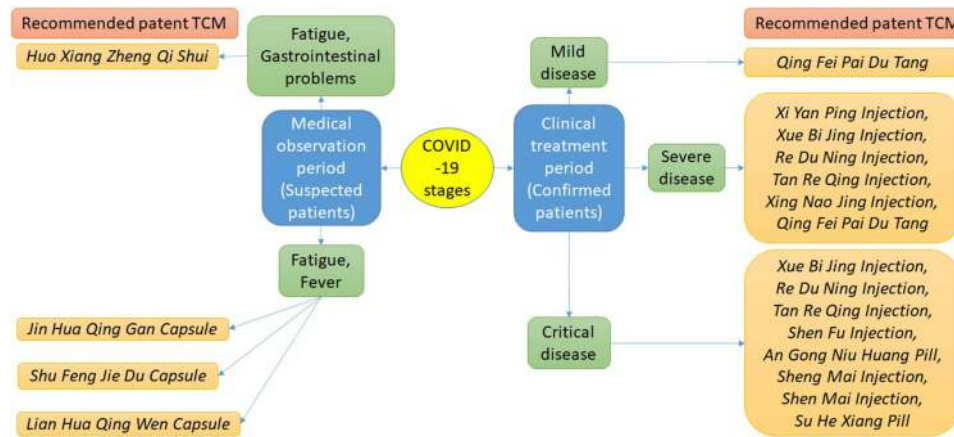 Recommended patent TCM
Huo Xiang Zheng Qi Shui
Fatigue,
Gastrointestinal
problems
Medical
observation
period
(Suspected
patients)
Fatigue,
Fever
Jin Hua Qing Gan Capsule
Shu Feng Jie Du Capsule
Lian Hua Qing Wen Capsule
COVID
-19
stages
Clinical
treatment
period
(Confirmed
patients)
Mild
disease
Severe
disease
Critical
disease
Recommended patent TCM
Qing Fei Pai Du Tang
Xi Yan Ping Injection,
Xue Bi Jing Injection,
Re Du Ning Injection,
Tan Re Qing Injection,
Xing Nao Jing Injection,
Qing Fei Pai Du Tang
Xue Bi Jing Injection,
Re Du Ning Injection,
Tan Re Qing Injection,
Shen Fu Injection,
An Gong Niu Huang Pill,
Sheng Mai Injection,
Shen Mai Injection,
Su He Xiang Pill